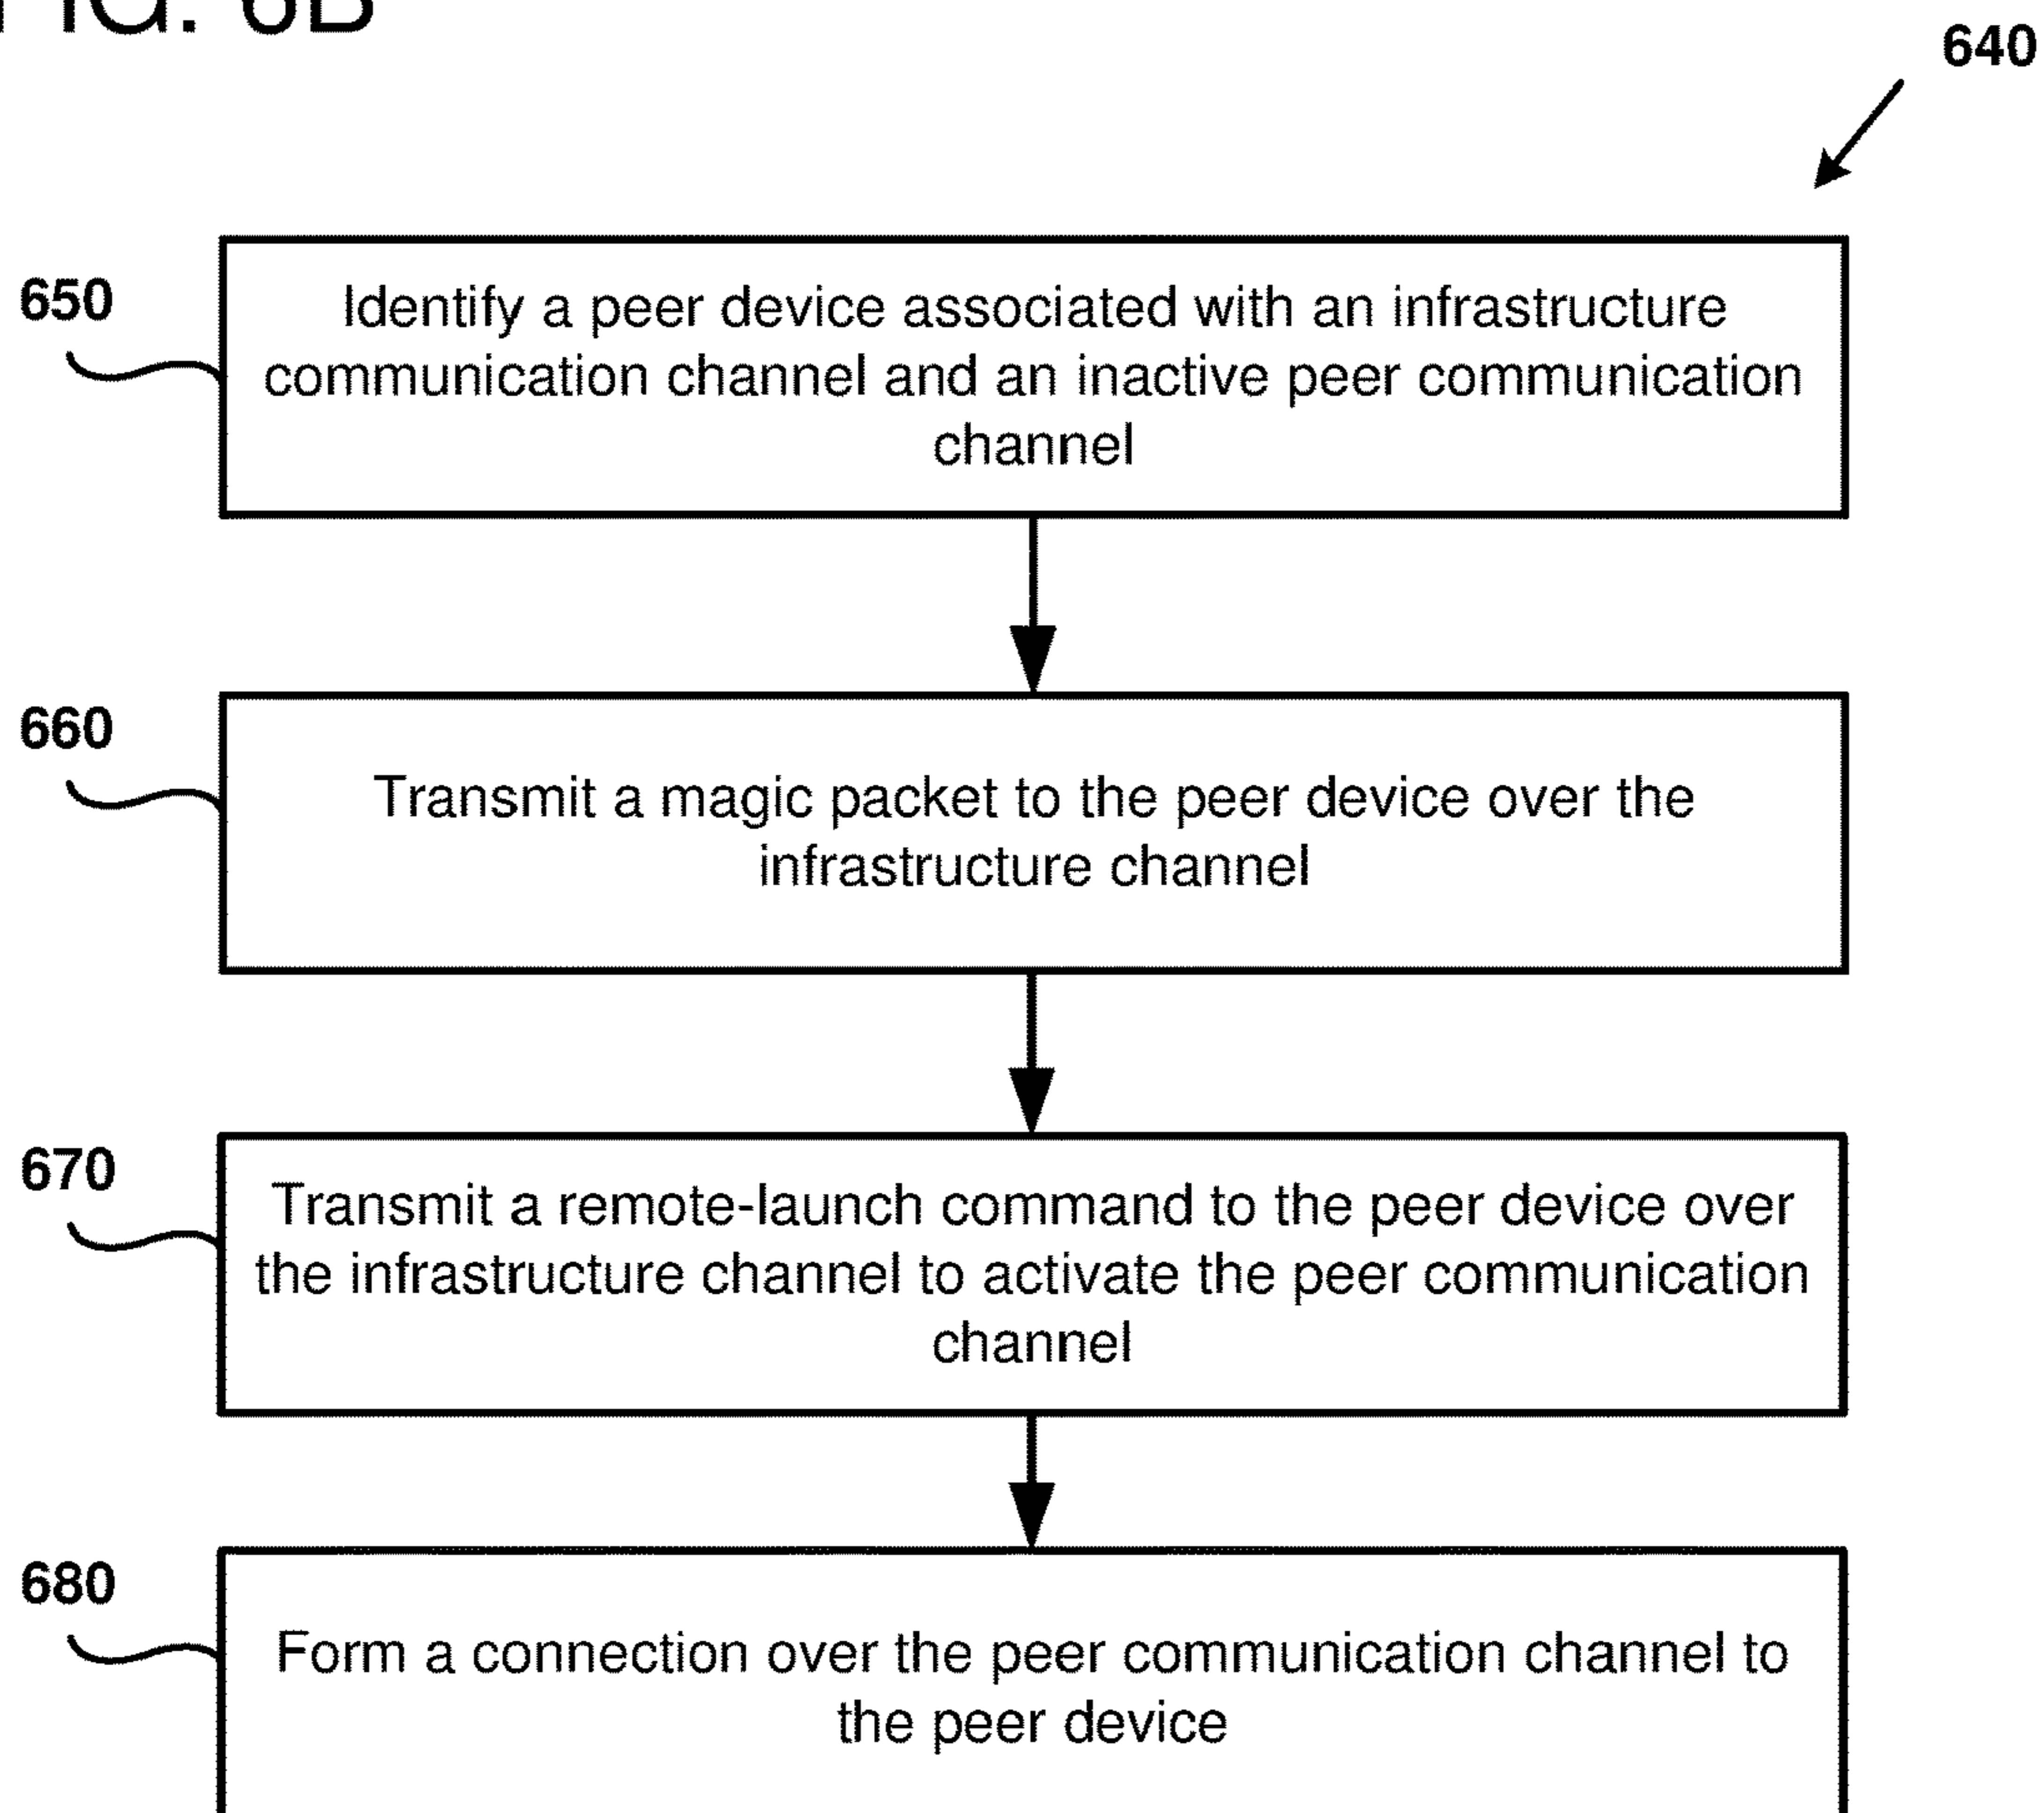 FIG. 6B
640
650
Identify a peer device associated with an infrastructure
communication channel and an inactive peer communication
channel
660
Transmit a magic packet to the peer device over the
infrastructure channel
670
Transmit a remote-launch command to the peer device over
the infrastructure channel to activate the peer communication
channel
680
Form a connection over the peer communication channel to
the peer device